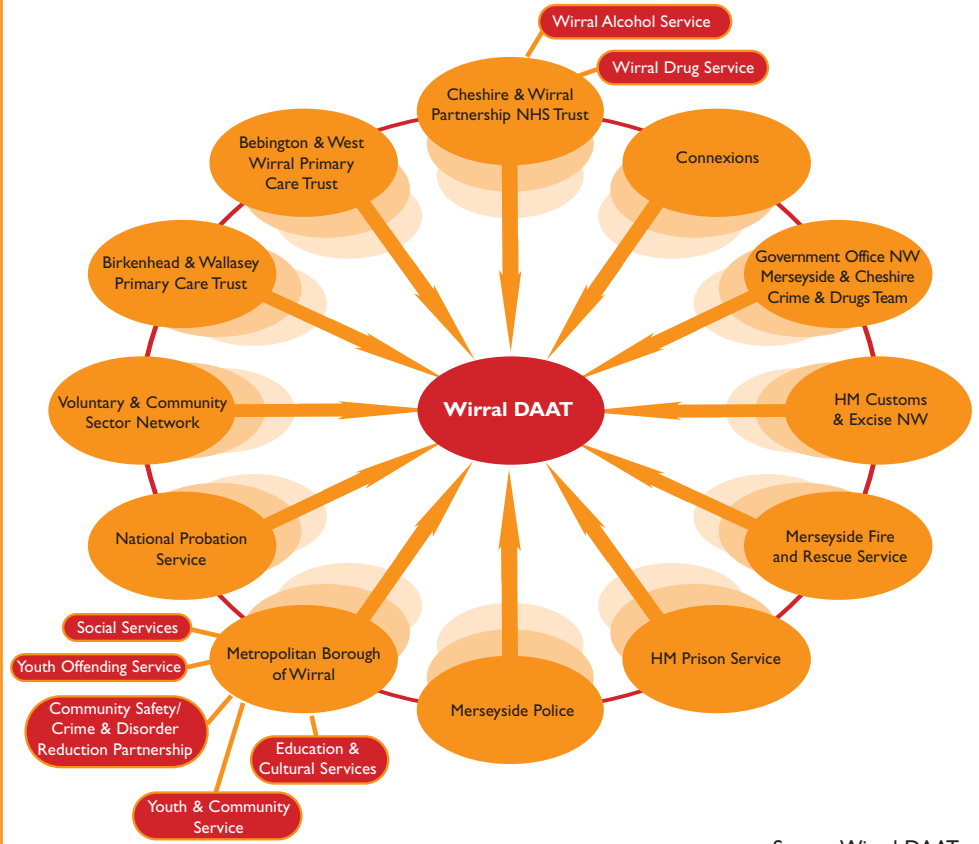 Wirral Alcohol Service
Wirral Drug Service
Cheshire & Wirral
Partnership NHS Trust
Bebington & West
Wirral Primary
Care Trust
Connexions
Birkenhead & Wallasey
Primary Care Trust
Government Office NW
Merseyside & Cheshire
Crime & Drugs Team
Voluntary & Community
Sector Network
Wirral DAAT
HM Customs
& Excise NW
National Probation
Service
Merseyside Fire
and Rescue Service
Social Services
Youth Offending Service
Community Safety/
Crime & Disorder
Reduction Partnership
Metropolitan Borough
of Wirral
Merseyside Police
HM Prison Service
Education &
Cultural Services
Youth & Community
Service
Wirral DAAT